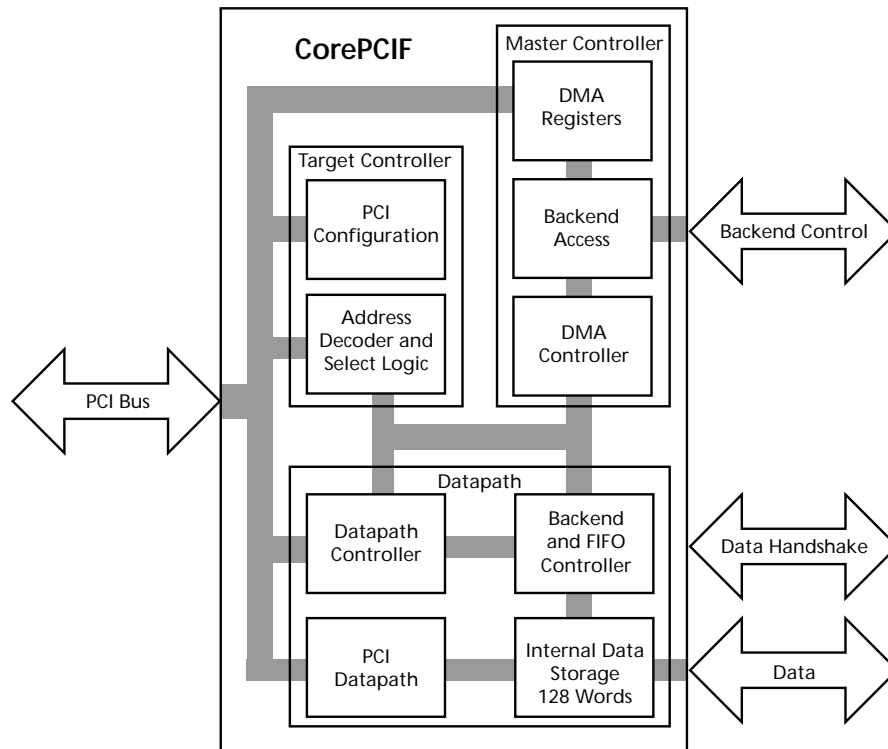 CorePCIF
Master Controller
DMA
Registers
Target Controller
PCI
Configuration
Backend
Access
Backend Control
Address
Decoder and
Select Logic
DMA
Controller
PCI Bus
Datapath
Datapath
Controller
Backend
and FIFO
Controller
Data Handshake
PCI
Datapath
Internal Data
Storage
128 Words
Data